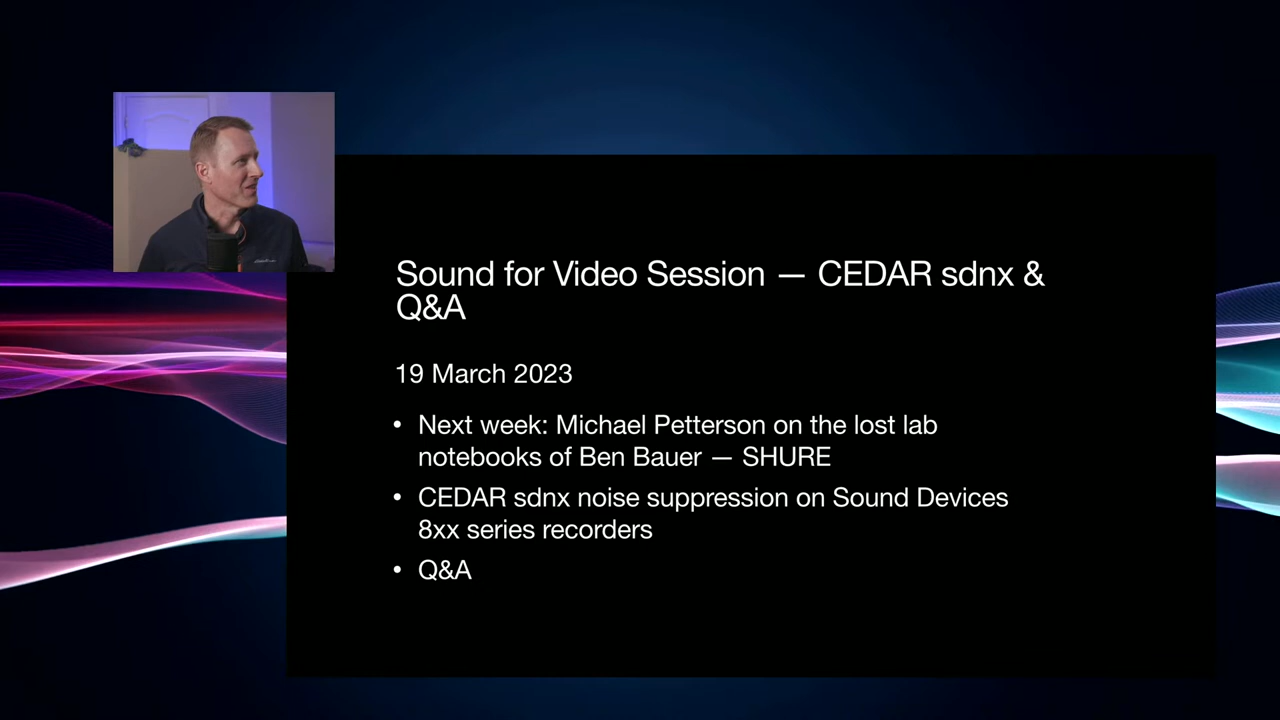 Sound for Video Session — CEDAR sdnx &
Q&A
19 March 2023
• Next week: Michael Petterson on the lost lab
notebooks of Ben Bauer — SHURE
• CEDAR sdnx noise suppression on Sound Devices
8xx series recorders
• Q&A